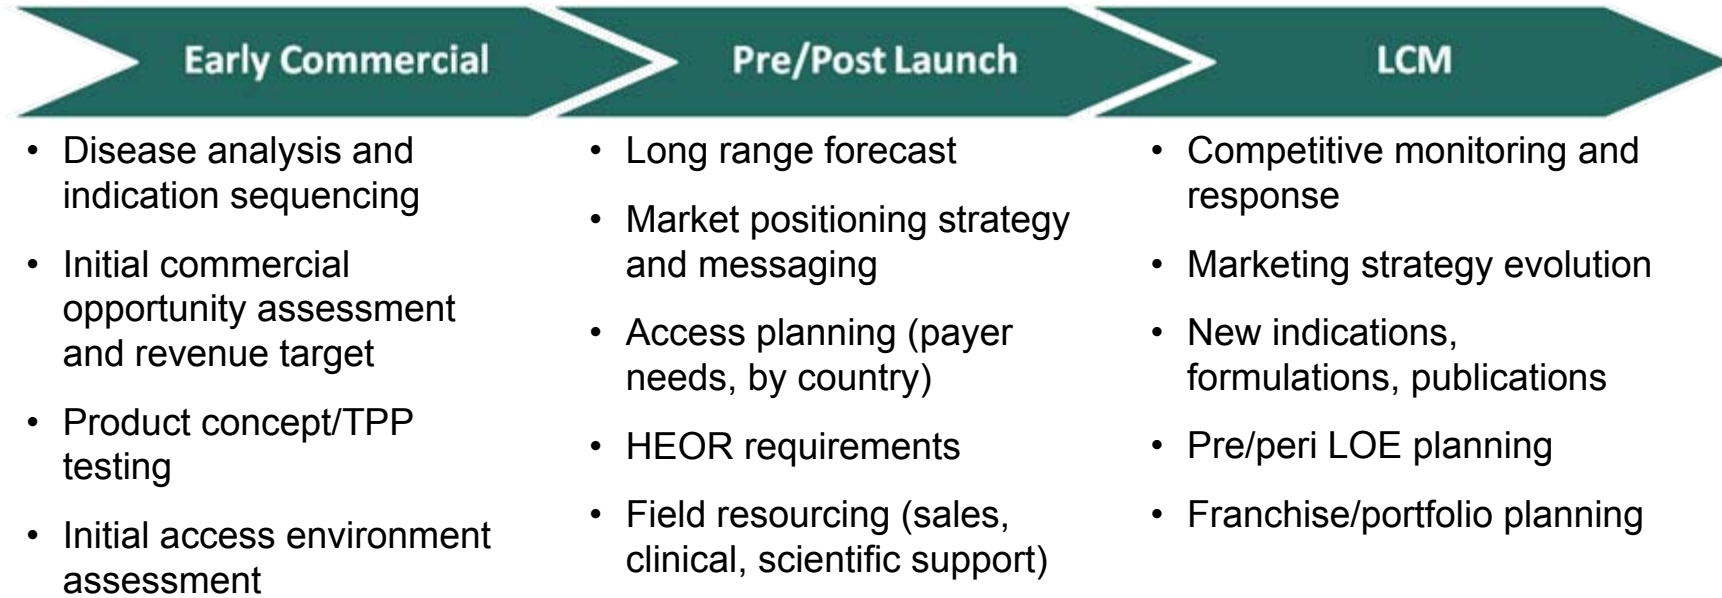 Early Commercial
Pre/Post Launch
LCM
• Disease analysis and
indication sequencing
• Initial commercial
opportunity assessment
and revenue target
• Product concept/TPP
testing
• Initial access environment
assessment
• Long range forecast
• Market positioning strategy
and messaging
• Access planning (payer
needs, by country)
• HEOR requirements
• Field resourcing (sales,
clinical, scientific support)
• Competitive monitoring and
response
• Marketing strategy evolution
• New indications,
formulations, publications
• Pre/peri LOE planning
• Franchise/portfolio planning